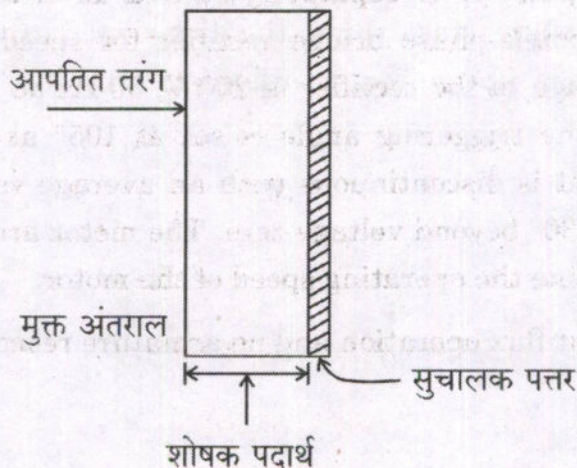 आपतित तरंग
मुक्त अंतराल
सुचालक पत्तर
शोषक पदार्थ